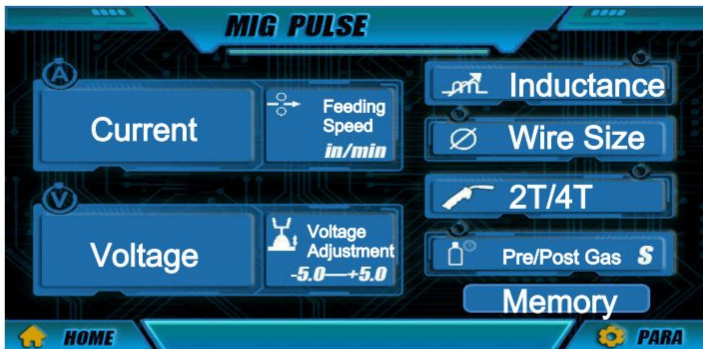 MIG PULSE
A
Current
Feeding
Speed
in/min
V
Voltage
Voltage
Adjustment
-5.0—+5.0
Inductance
Wire Size
2T/4T
Pre/Post Gas S
Memory
HOME
PARA